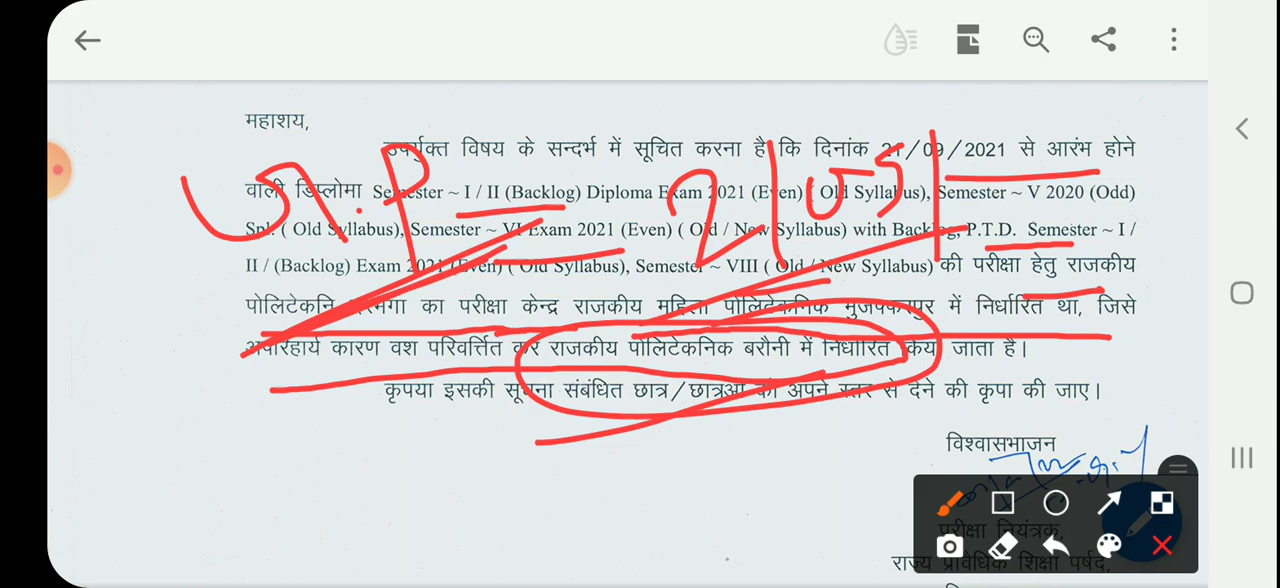 महाशय,
उपर्युक्त विषय के सन्दर्भ में सूचित करना है कि दिनांक 21/09/2021 से आरंभ होने
वाली डिप्लोमा Semester ~ I / II (Backlog) Diploma Exam 2021 (Even) ( Old Syllabus), Semester ~ V 2020 (Odd)
Spl. ( Old Syllabus), Semester ~ VI Exam 2021 (Even) ( Old / New Syllabus) with Backlog, P.T.D. Semester ~ I /
II / (Backlog) Exam 2021 (Even) ( Old Syllabus), Semester ~ VIII ( Old / New Syllabus) की परीक्षा हेतु राजकीय
का परीक्षा केन्द्र राजकीय महिला पोलिटेकनिक मुजफ्फरपुर में निर्धारित था, जिसे
कारण वश परिवर्त्तित कर राजकीय पोलिटेकनिक बरौनी में निर्धारित किया जाता है।
कृपया इसकी सूचना संबंधित छात्र/छात्राओं को अपने स्तर से देने की कृपा की जाए।
विश्वासभाजन
परीक्षा नियंत्रक,
राज्य प्रावैधिक शिक्षा पर्षद,